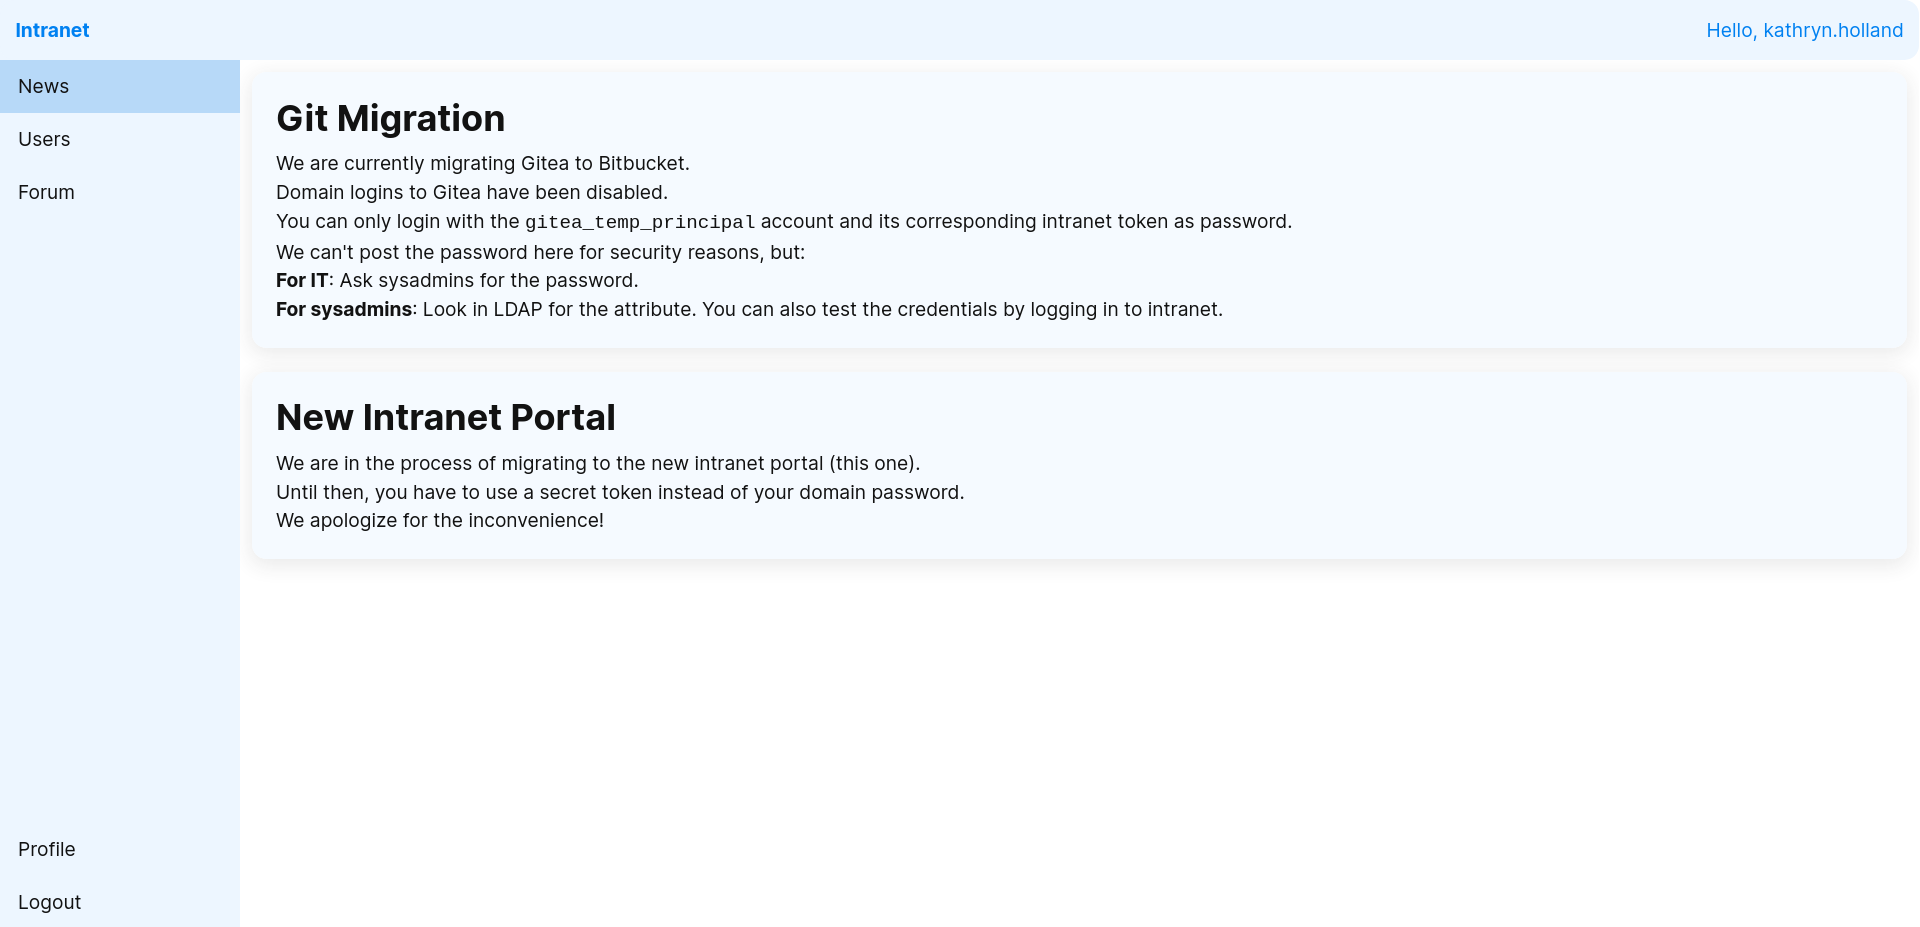 Intranet
Hello, kathryn.holland
News
Users
Forum
Git Migration
We are currently migrating Gitea to Bitbucket.
Domain logins to Gitea have been disabled.
You can only login with the gitea_temp_principal account and its corresponding intranet token as password.
We can't post the password here for security reasons, but:
For IT: Ask sysadmins for the password.
For sysadmins: Look in LDAP for the attribute. You can also test the credentials by logging in to intranet.
New Intranet Portal
We are in the process of migrating to the new intranet portal (this one).
Until then, you have to use a secret token instead of your domain password.
We apologize for the inconvenience!
Profile
Logout